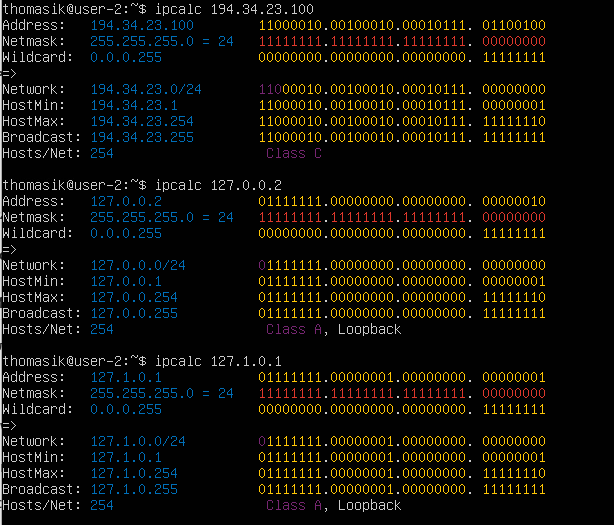 thomasik@user-2:~$ ipcalc 194.34.23.100
Address:   194.34.23.100        11000010.00100010.00010111. 01100100
Netmask:   255.255.255.0 = 24   11111111.11111111.11111111. 00000000
Wildcard:  0.0.0.255            00000000.00000000.00000000. 11111111
=>
Network:   194.34.23.0/24       11000010.00100010.00010111. 00000000
HostMin:   194.34.23.1          11000010.00100010.00010111. 00000001
HostMax:   194.34.23.254        11000010.00100010.00010111. 11111110
Broadcast: 194.34.23.255        11000010.00100010.00010111. 11111111
Hosts/Net: 254                   Class C
thomasik@user-2:~$ ipcalc 127.0.0.2
Address:   127.0.0.2            01111111.00000000.00000000. 00000010
Netmask:   255.255.255.0 = 24   11111111.11111111.11111111. 00000000
Wildcard:  0.0.0.255            00000000.00000000.00000000. 11111111
=>
Network:   127.0.0.0/24         01111111.00000000.00000000. 00000000
HostMin:   127.0.0.1            01111111.00000000.00000000. 00000001
HostMax:   127.0.0.254          01111111.00000000.00000000. 11111110
Broadcast: 127.0.0.255          01111111.00000000.00000000. 11111111
Hosts/Net: 254                   Class A, Loopback
thomasik@user-2:~$ ipcalc 127.1.0.1
Address:   127.1.0.1            01111111.00000001.00000000. 00000001
Netmask:   255.255.255.0 = 24   11111111.11111111.11111111. 00000000
Wildcard:  0.0.0.255            00000000.00000000.00000000. 11111111
=>
Network:   127.1.0.0/24         01111111.00000001.00000000. 00000000
HostMin:   127.1.0.1            01111111.00000001.00000000. 00000001
HostMax:   127.1.0.254          01111111.00000001.00000000. 11111110
Broadcast: 127.1.0.255          01111111.00000001.00000000. 11111111
Hosts/Net: 254                   Class A, Loopback